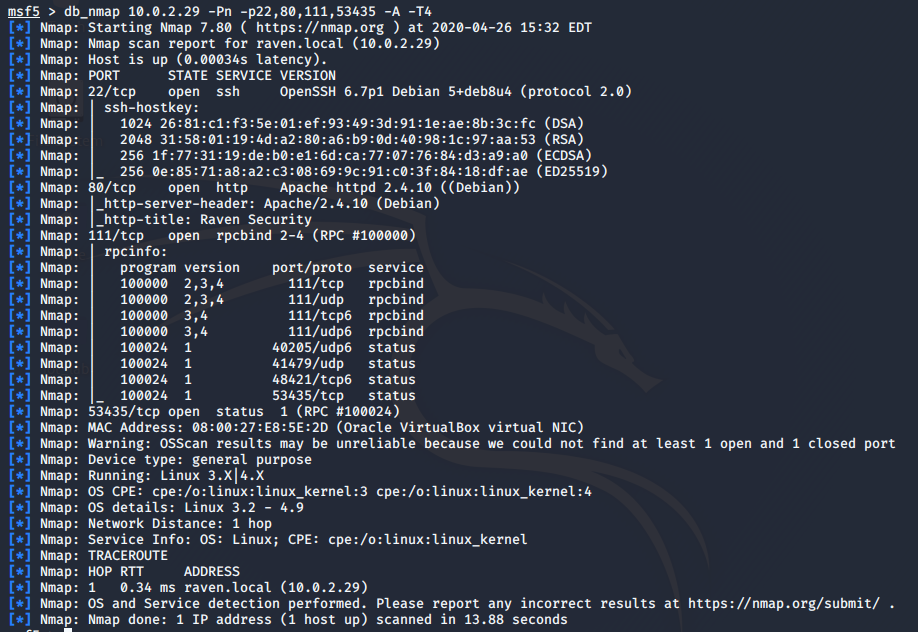 msf5 > db_nmap 10.0.2.29 -Pn -p22,80,111,53435 -A -T4
[*] Nmap: Starting Nmap 7.80 ( https://nmap.org ) at 2020-04-26 15:32 EDT
[*] Nmap: Nmap scan report for raven.local (10.0.2.29)
[*] Nmap: Host is up (0.00034s latency).
[*] Nmap: PORT      STATE SERVICE VERSION
[*] Nmap: 22/tcp    open  ssh     OpenSSH 6.7p1 Debian 5+deb8u4 (protocol 2.0)
[*] Nmap: | ssh-hostkey:
[*] Nmap: |   1024 26:81:c1:f3:5e:01:ef:93:49:3d:91:1e:ae:8b:3c:fc (DSA)
[*] Nmap: |   2048 31:58:01:19:4d:a2:80:a6:b9:0d:40:98:1c:97:aa:53 (RSA)
[*] Nmap: |   256 1f:77:31:19:de:b0:e1:6d:ca:77:07:76:84:d3:a9:a0 (ECDSA)
[*] Nmap: |_  256 0e:85:71:a8:a2:c3:08:69:9c:91:c0:3f:84:18:df:ae (ED25519)
[*] Nmap: 80/tcp    open  http    Apache httpd 2.4.10 ((Debian))
[*] Nmap: |_http-server-header: Apache/2.4.10 (Debian)
[*] Nmap: |_http-title: Raven Security
[*] Nmap: 111/tcp   open  rpcbind 2-4 (RPC #100000)
[*] Nmap: | rpcinfo:
[*] Nmap: |   program version    port/proto  service
[*] Nmap: |   100000  2,3,4        111/tcp   rpcbind
[*] Nmap: |   100000  2,3,4        111/udp   rpcbind
[*] Nmap: |   100000  3,4          111/tcp6  rpcbind
[*] Nmap: |   100000  3,4          111/udp6  rpcbind
[*] Nmap: |   100024  1          40205/udp6  status
[*] Nmap: |   100024  1          41479/udp   status
[*] Nmap: |   100024  1          48421/tcp6  status
[*] Nmap: |_  100024  1          53435/tcp   status
[*] Nmap: 53435/tcp open  status  1 (RPC #100024)
[*] Nmap: MAC Address: 08:00:27:E8:5E:2D (Oracle VirtualBox virtual NIC)
[*] Nmap: Warning: OSScan results may be unreliable because we could not find at least 1 open and 1 closed port
[*] Nmap: Device type: general purpose
[*] Nmap: Running: Linux 3.X|4.X
[*] Nmap: OS CPE: cpe:/o:linux:linux_kernel:3 cpe:/o:linux:linux_kernel:4
[*] Nmap: OS details: Linux 3.2 - 4.9
[*] Nmap: Network Distance: 1 hop
[*] Nmap: Service Info: OS: Linux; CPE: cpe:/o:linux:linux_kernel
[*] Nmap: TRACEROUTE
[*] Nmap: HOP RTT     ADDRESS
[*] Nmap: 1   0.34 ms raven.local (10.0.2.29)
[*] Nmap: OS and Service detection performed. Please report any incorrect results at https://nmap.org/submit/ .
[*] Nmap: Nmap done: 1 IP address (1 host up) scanned in 13.88 seconds